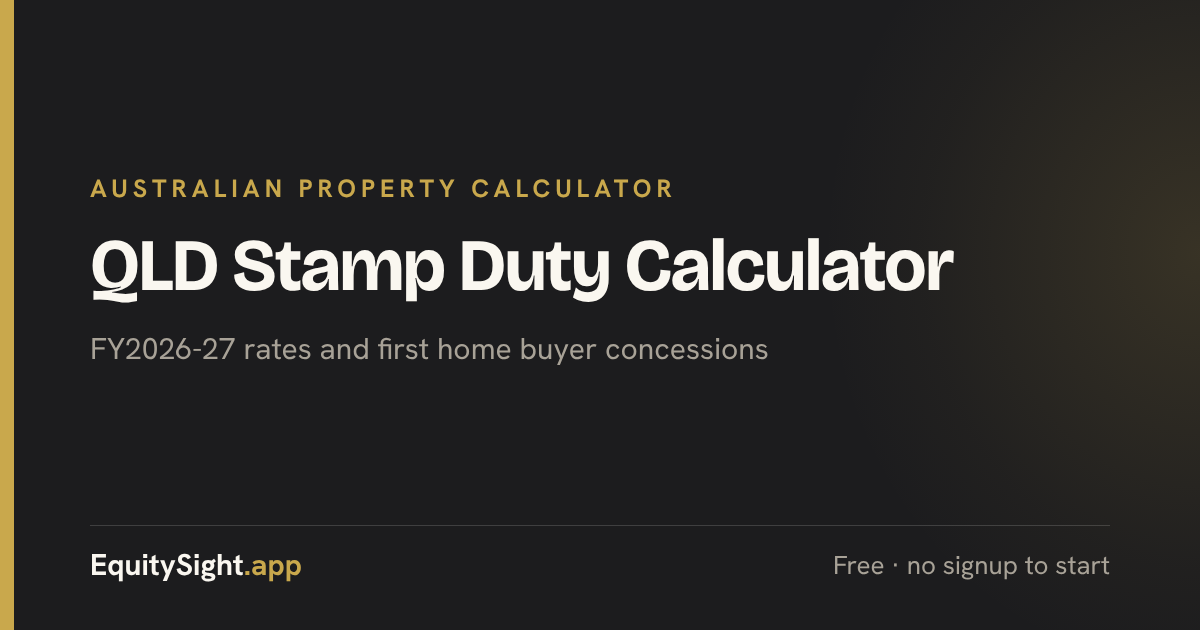 AUSTRALIAN PROPERTY CALCULATOR
QLD Stamp Duty Calculator
FY2026-27 rates and first home buyer concessions
EquitySight.app
Free · no signup to start